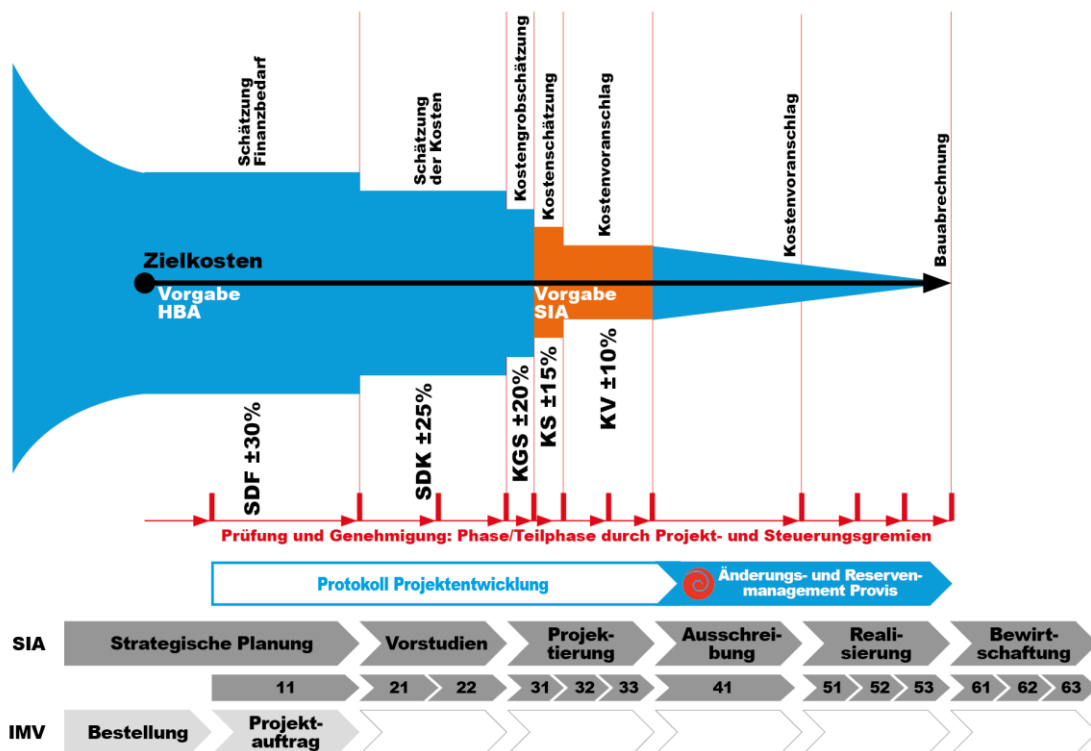 Schätzung
Finanzbedarf
Schätzung
der Kosten
Kostengrobschätzung
Kostenschätzung
Kostenvoranschlag
Kostenvoranschlag
Bauabrechnung
Zielkosten
Vorgabe
HBA
Vorgabe
SIA
SDF ±30%
SDK ±25%
KGS ±20%
KS ±15%
KV ±10%
Prüfung und Genehmigung: Phase/Teilphase durch Projekt- und Steuerungsgremien
Protokoll Projektentwicklung
Änderungs- und Reserven-
management Provis
SIA
Strategische Planung
Vorstudien
Projek-
tierung
Ausschrei-
bung
Reali-
sierung
Bewirt-
schaftung
11
21
22
31
32
33
41
51
52
53
61
62
63
IMV
Bestellung
Projekt-
auftrag